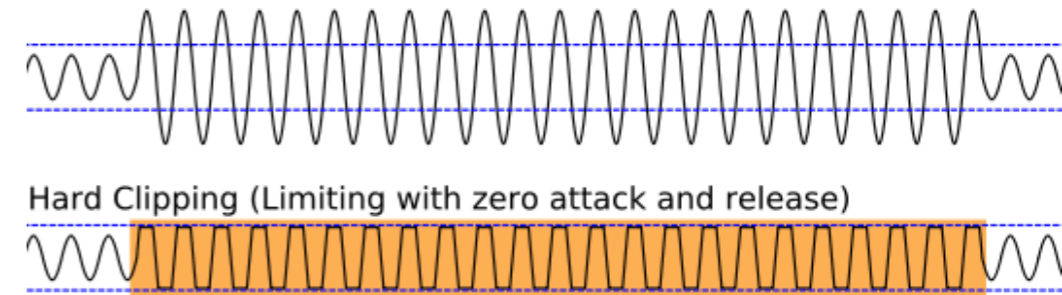 Hard Clipping (Limiting with zero attack and release)